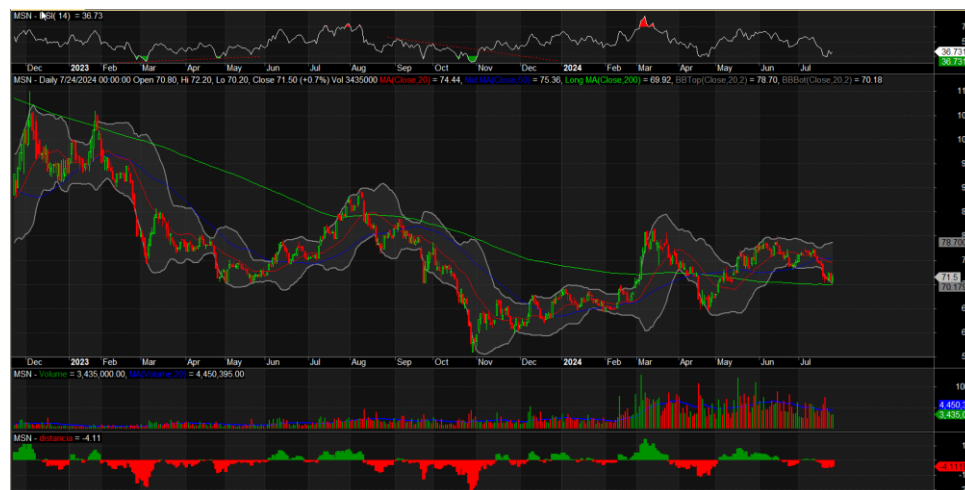 MSN - RSI( 14) = 36.73
36.731
36.731
Dec 2023 Feb Mar Apr May Jun Jul Aug Sep Oct Nov Dec 2024 Feb Mar Apr May Jun Jul
MSN - Daily 7/24/2024 00:00:00 Open 70.80, Hi 72.20, Lo 70.20, Close 71.50 (+0.7%) Vol 3435000 MA(Close,20) = 74.44, Mid MA(Close,50) = 75.36, Long MA(Close,200) = 69.92, BBTop(Close,20,2) = 78.70, BBBot(Close,20,2) = 70.18
78.700
71.5
70.179
Dec 2023 Feb Mar Apr May Jun Jul Aug Sep Oct Nov Dec 2024 Feb Mar Apr May Jun Jul
MSN - Volume = 3,435,000.00, MA(Volume,20) = 4,450,395.00
10
4,450,3
3,435,0
MSN - distancia = -4.11
-4.111